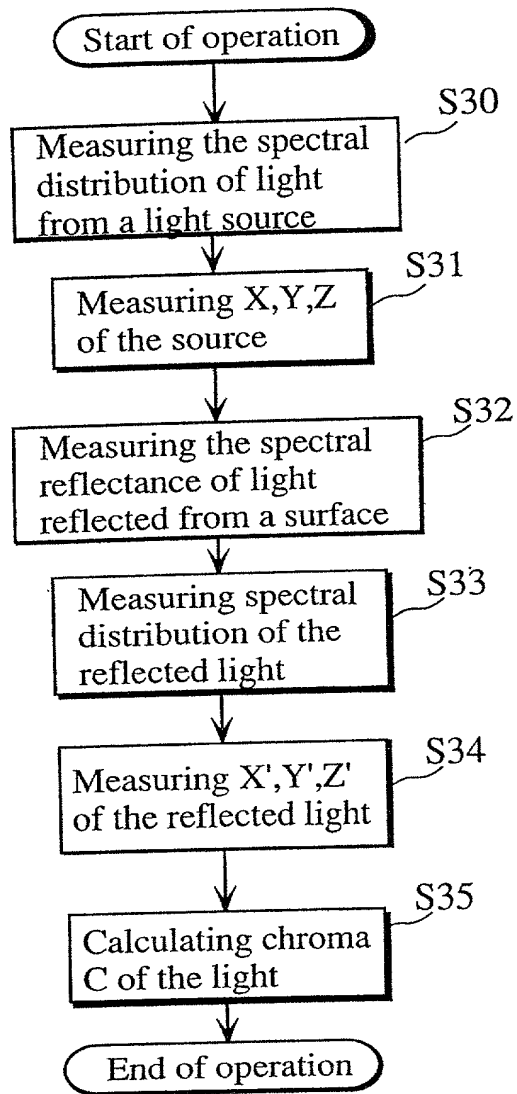 Start of operation
S30
Measuring the spectral
distribution of light
from a light source
S31
Measuring X,Y,Z
of the source
S32
Measuring the spectral
reflectance of light
reflected from a surface
S33
Measuring spectral
distribution of the
reflected light
S34
Measuring X',Y',Z'
of the reflected light
S35
Calculating chroma
C of the light
End of operation